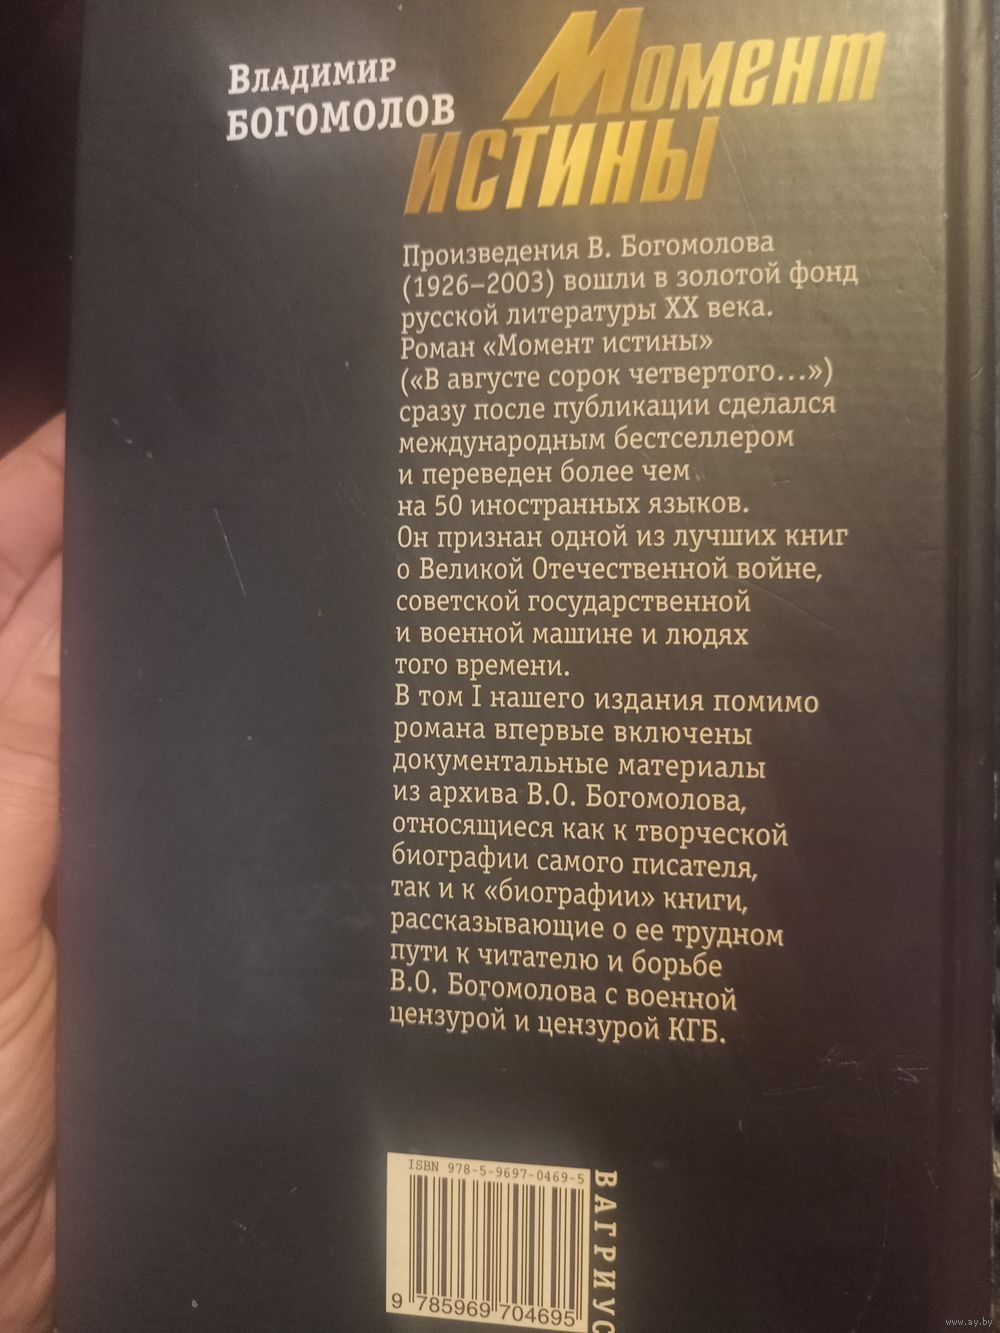 Владимир
БОГОМОЛОВ
Момент
истины
Произведения В. Богомолова
(1926–2003) вошли в золотой фонд
русской литературы XX века.
Роман «Момент истины»
(«В августе сорок четвертого...»)
сразу после публикации сделался
международным бестселлером
и переведен более чем
на 50 иностранных языков.
Он признан одной из лучших книг
о Великой Отечественной войне,
советской государственной
и военной машине и людях
того времени.
В том I нашего издания помимо
романа впервые включены
документальные материалы
из архива В.О. Богомолова,
относящиеся как к творческой
биографии самого писателя,
так и к «биографии» книги,
рассказывающие о ее трудном
пути к читателю и борьбе
В.О. Богомолова с военной
цензурой и цензурой КГБ.
ISBN 978-5-9697-0469-5
9 785969 704695
ВАГРИУС
www.ay.by